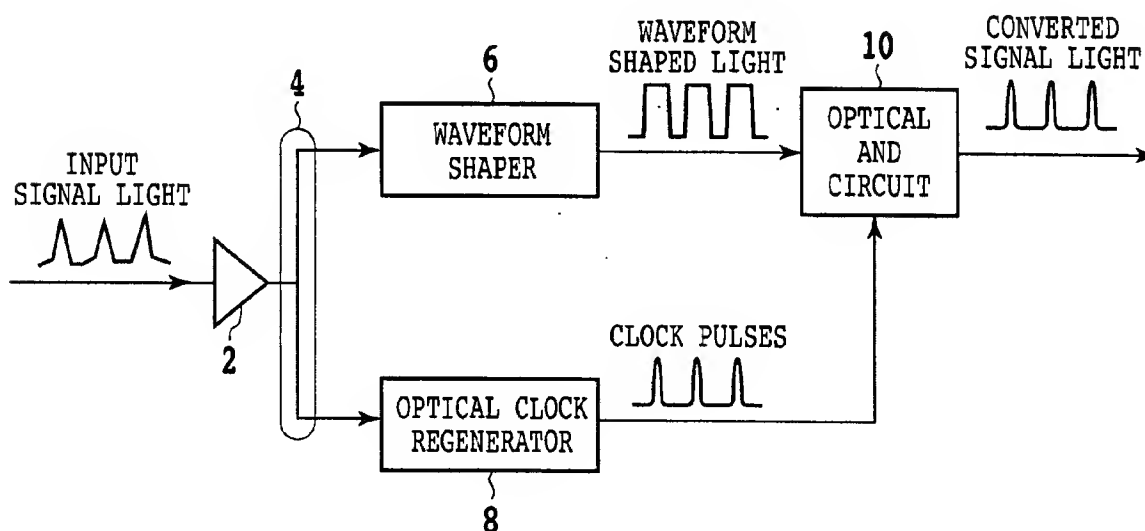 INPUT
SIGNAL LIGHT
2
4
6
WAVEFORM
SHAPER
WAVEFORM
SHAPED LIGHT
10
OPTICAL
AND
CIRCUIT
CONVERTED
SIGNAL LIGHT
CLOCK PULSES
OPTICAL CLOCK
REGENERATOR
8